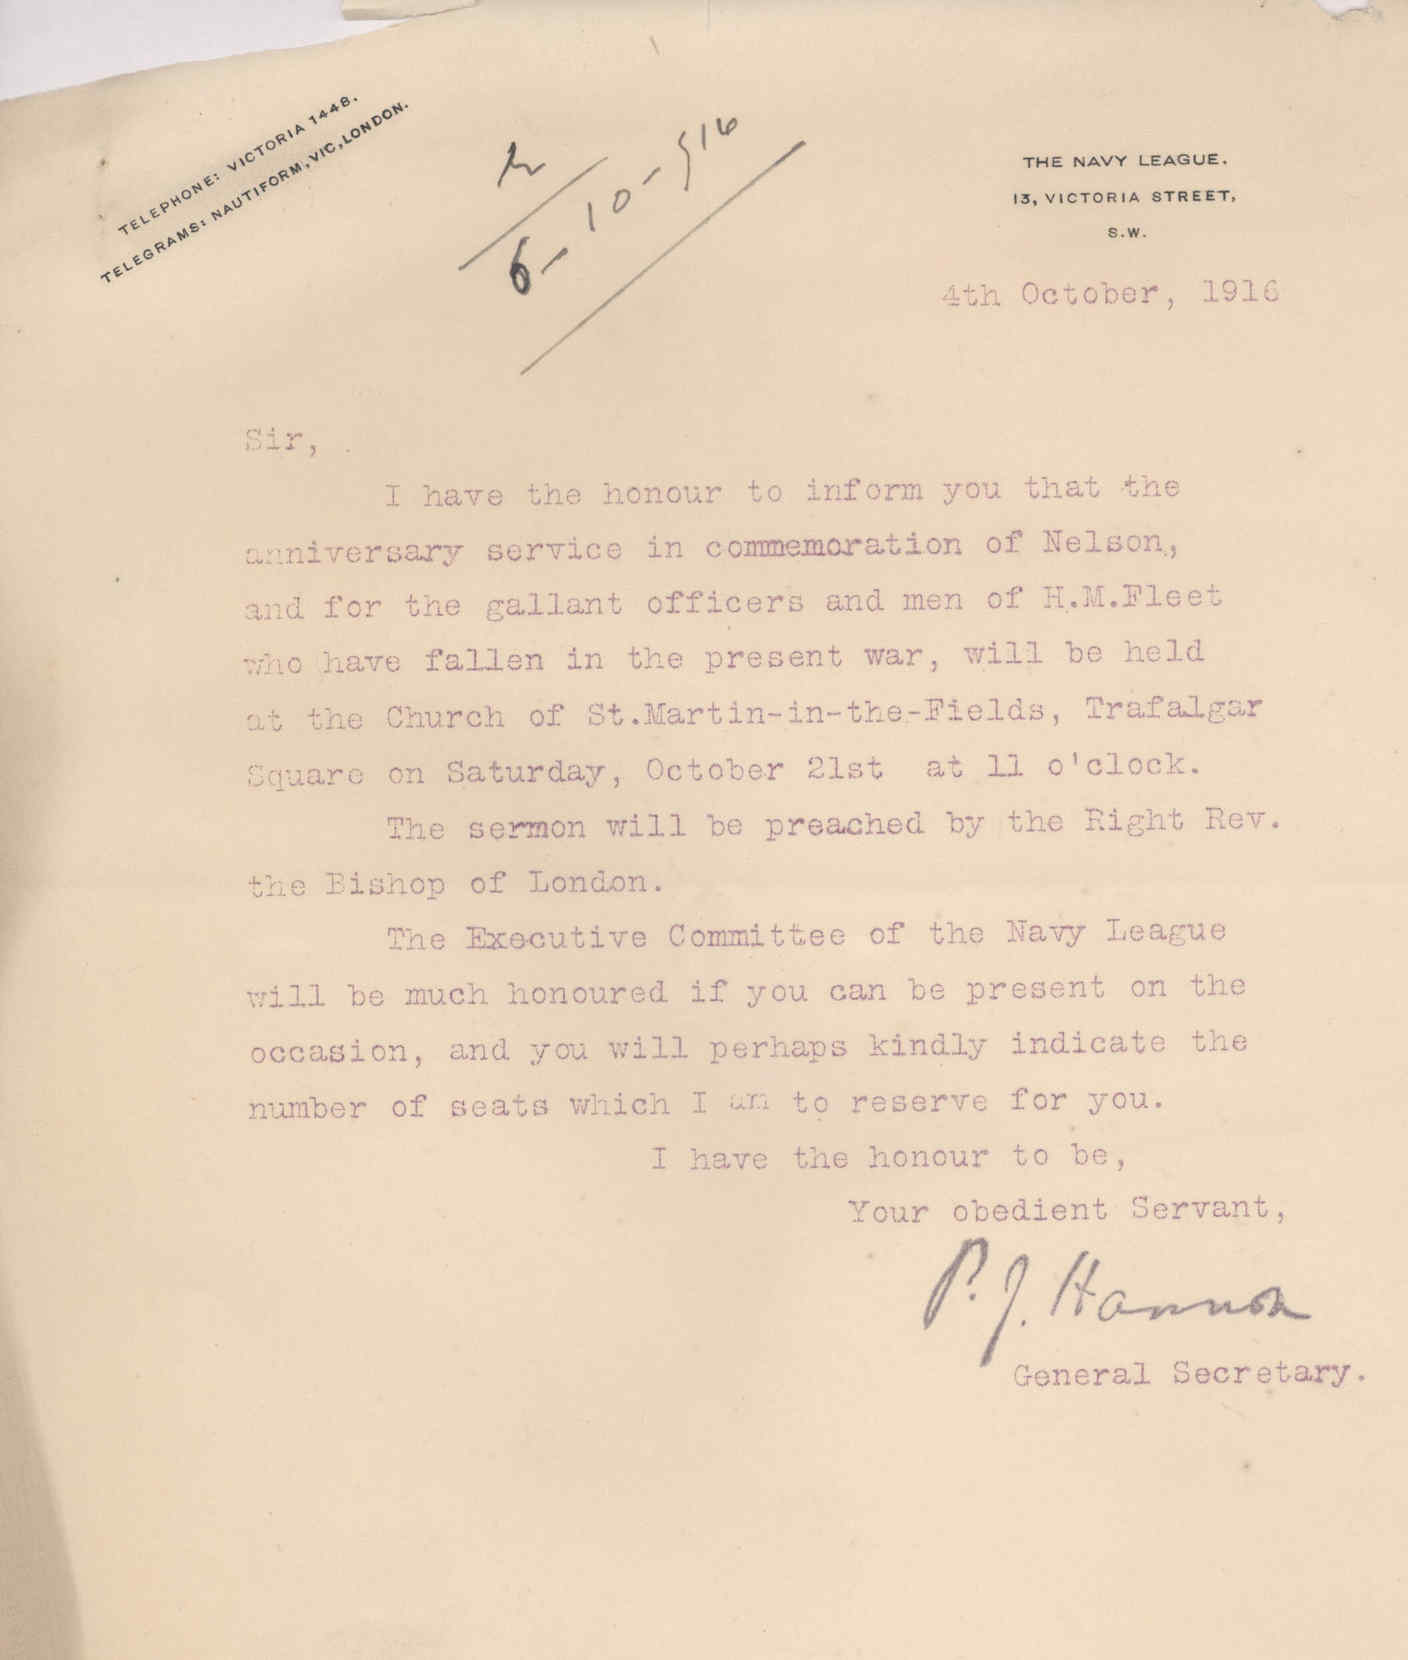 TELEPHONE: VICTORIA 1448.
TELEGRAMS: NAUTIFORM, VIC, LONDON.
6-10-916
THE NAVY LEAGUE.
13, VICTORIA STREET,
S.W.
4th October, 1916
Sir,
I have the honour to inform you that the
anniversary service in commemoration of Nelson,
and for the gallant officers and men of H.M.Fleet
who have fallen in the present war, will be held
at the Church of St.Martin-in-the-Fields, Trafalgar
Square on Saturday, October 21st at 11 o'clock.
The sermon will be preached by the Right Rev.
the Bishop of London.
The Executive Committee of the Navy League
will be much honoured if you can be present on the
occasion, and you will perhaps kindly indicate the
number of seats which I am to reserve for you.
I have the honour to be,
Your obedient Servant,
P. J. Hannon
General Secretary.